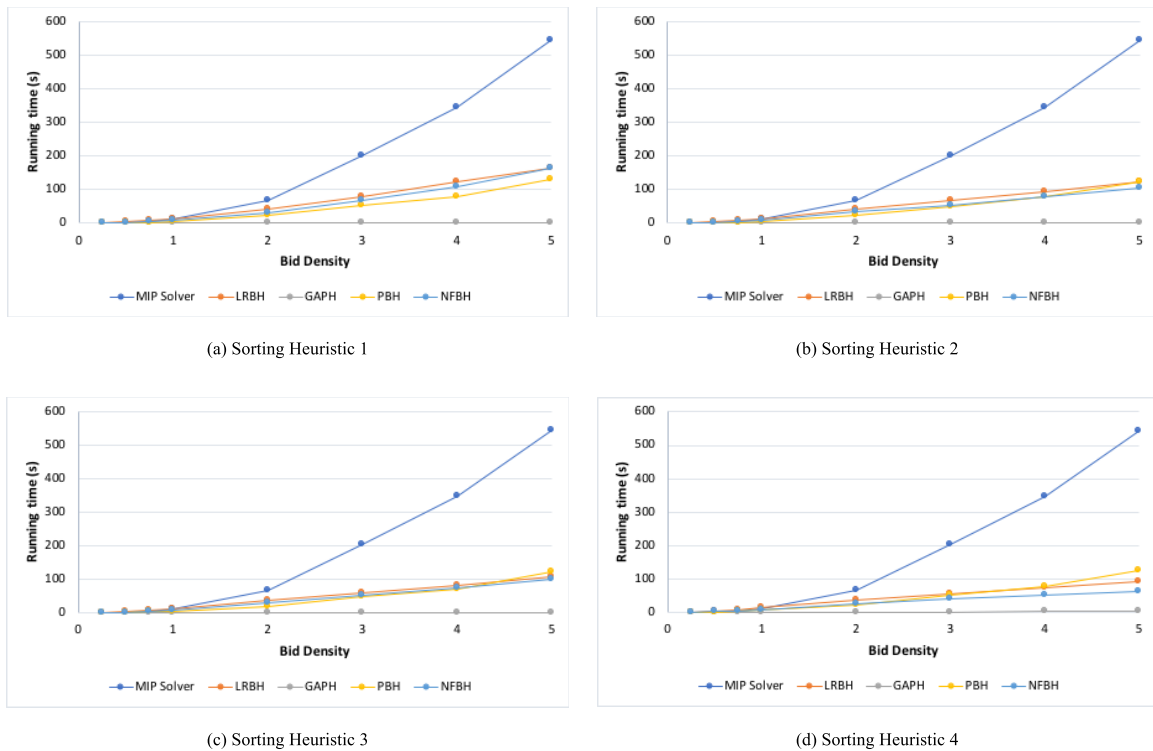 600
500
400
300
200
100
0
Running time (s)
0 1 2 3 4 5
Bid Density
MIP Solver LRBH GAPH PBH NFBH
(a) Sorting Heuristic 1
600
500
400
300
200
100
0
Running time (s)
0 1 2 3 4 5
Bid Density
MIP Solver LRBH GAPH PBH NFBH
(b) Sorting Heuristic 2
600
500
400
300
200
100
0
Running time (s)
0 1 2 3 4 5
Bid Density
MIP Solver LRBH GAPH PBH NFBH
(c) Sorting Heuristic 3
600
500
400
300
200
100
0
Running time (s)
0 1 2 3 4 5
Bid Density
MIP Solver LRBH GAPH PBH NFBH
(d) Sorting Heuristic 4